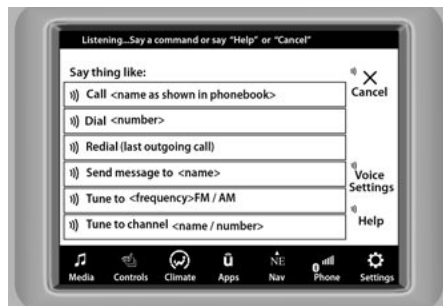 Listening...Say a command or say "Help" or "Cancel"
Say thing like:
Call <name as shown in phonebook>
Dial <number>
Redial (last outgoing call)
Send message to <name>
Tune to <frequency>FM / AM
Tune to channel <name / number>
Cancel
Voice
Settings
Help
NE
Media Controls Climate Apps Nav Phone Settings